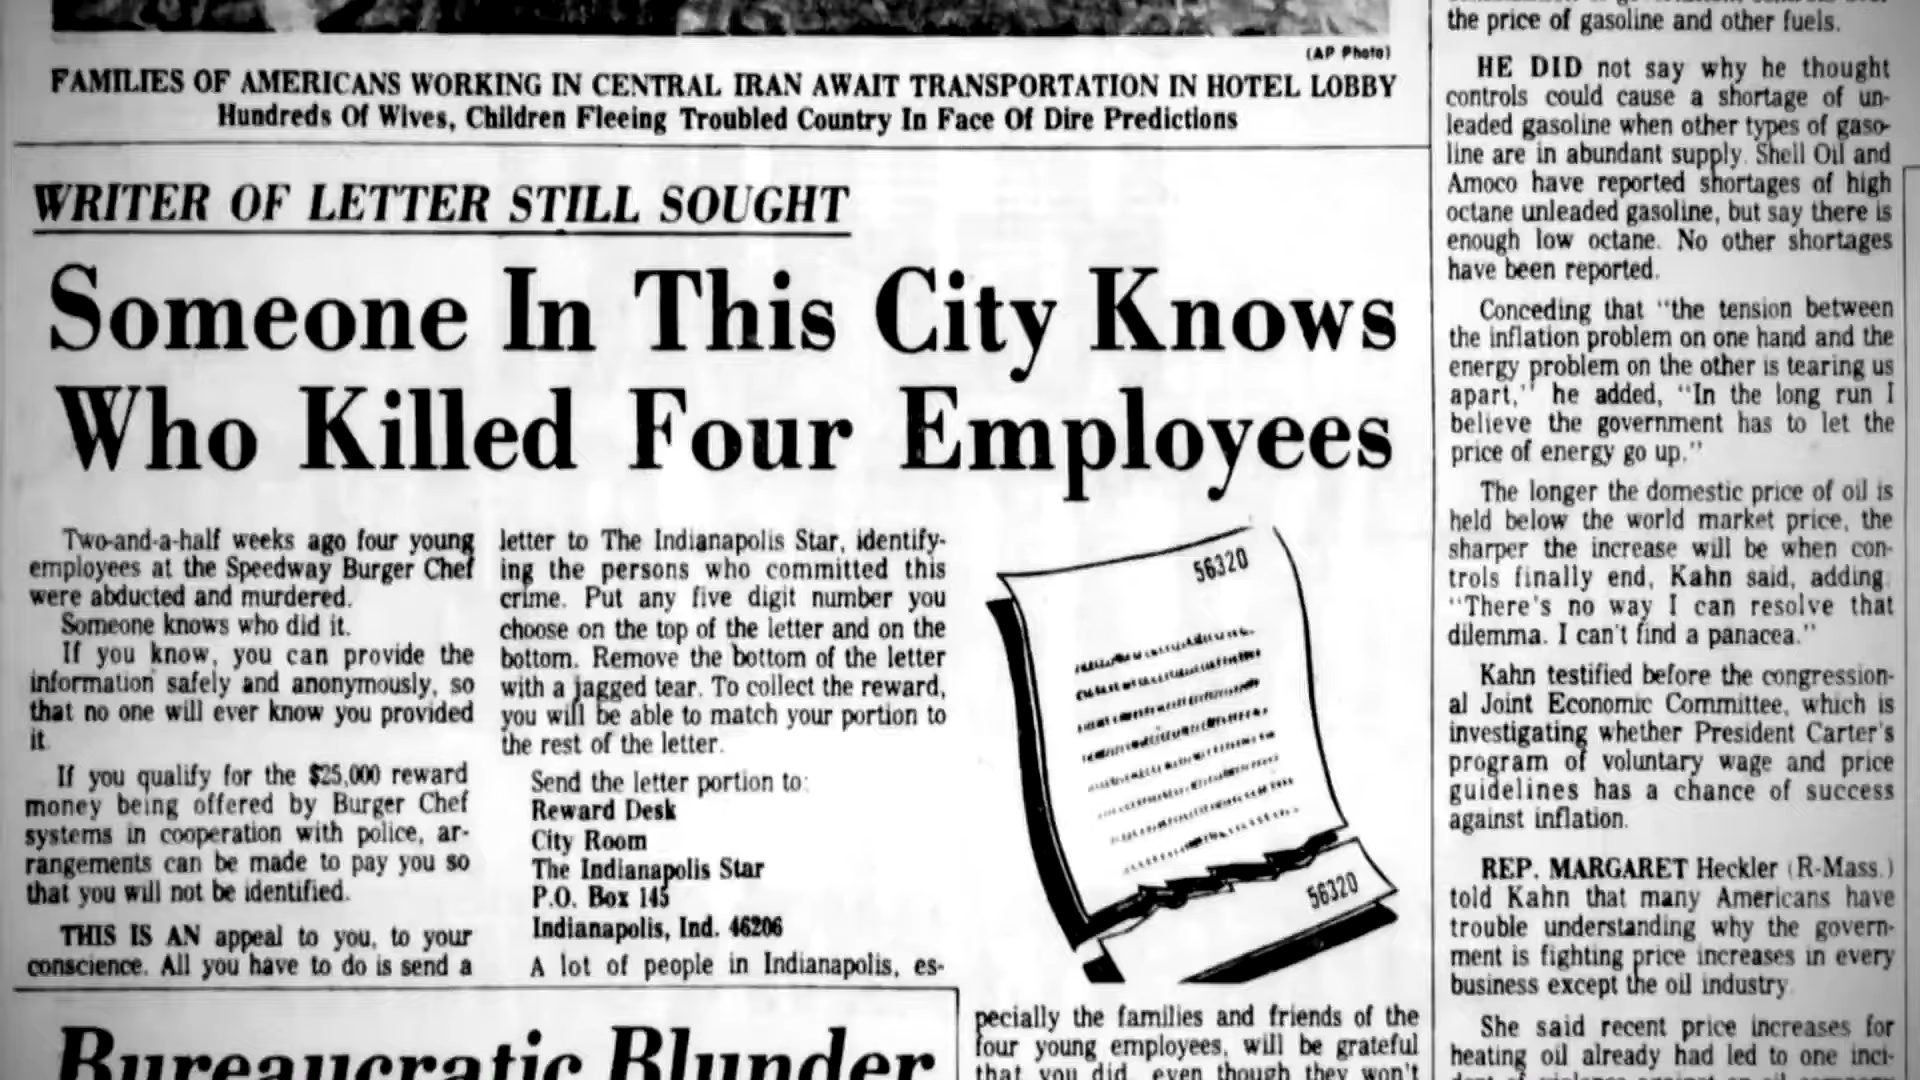 (AP Photo)
FAMILIES OF AMERICANS WORKING IN CENTRAL IRAN AWAIT TRANSPORTATION IN HOTEL LOBBY
Hundreds Of Wives, Children Fleeing Troubled Country In Face Of Dire Predictions
WRITER OF LETTER STILL SOUGHT
Someone In This City Knows
Who Killed Four Employees
Two-and-a-half weeks ago four young
employees at the Speedway Burger Chef
were abducted and murdered.
Someone knows who did it.
If you know, you can provide the
information safely and anonymously, so
that no one will ever know you provided
it.
If you qualify for the $25,000 reward
money being offered by Burger Chef
systems in cooperation with police, ar-
rangements can be made to pay you so
that you will not be identified.
THIS IS AN appeal to you, to your
conscience. All you have to do is send a
letter to The Indianapolis Star, identify-
ing the persons who committed this
crime. Put any five digit number you
choose on the top of the letter and on the
bottom. Remove the bottom of the letter
with a jagged tear. To collect the reward,
you will be able to match your portion to
the rest of the letter.
Send the letter portion to:
Reward Desk
City Room
The Indianapolis Star
P.O. Box 145
Indianapolis, Ind. 46206
A lot of people in Indianapolis, es-
56320
56320
pecially the families and friends of the
four young employees, will be grateful
that you did, even though they won't
Bureaucratic Blunder
the price of gasoline and other fuels.
HE DID not say why he thought
controls could cause a shortage of un-
leaded gasoline when other types of gaso-
line are in abundant supply. Shell Oil and
Amoco have reported shortages of high
octane unleaded gasoline, but say there is
enough low octane. No other shortages
have been reported.
Conceding that "the tension between
the inflation problem on one hand and the
energy problem on the other is tearing us
apart," he added, "In the long run I
believe the government has to let the
price of energy go up."
The longer the domestic price of oil is
held below the world market price, the
sharper the increase will be when con-
trols finally end, Kahn said, adding,
"There's no way I can resolve that
dilemma. I can't find a panacea."
Kahn testified before the congression-
al Joint Economic Committee, which is
investigating whether President Carter's
program of voluntary wage and price
guidelines has a chance of success
against inflation.
REP. MARGARET Heckler (R-Mass.)
told Kahn that many Americans have
trouble understanding why the govern-
ment is fighting price increases in every
business except the oil industry.
She said recent price increases for
heating oil already had led to one inci-